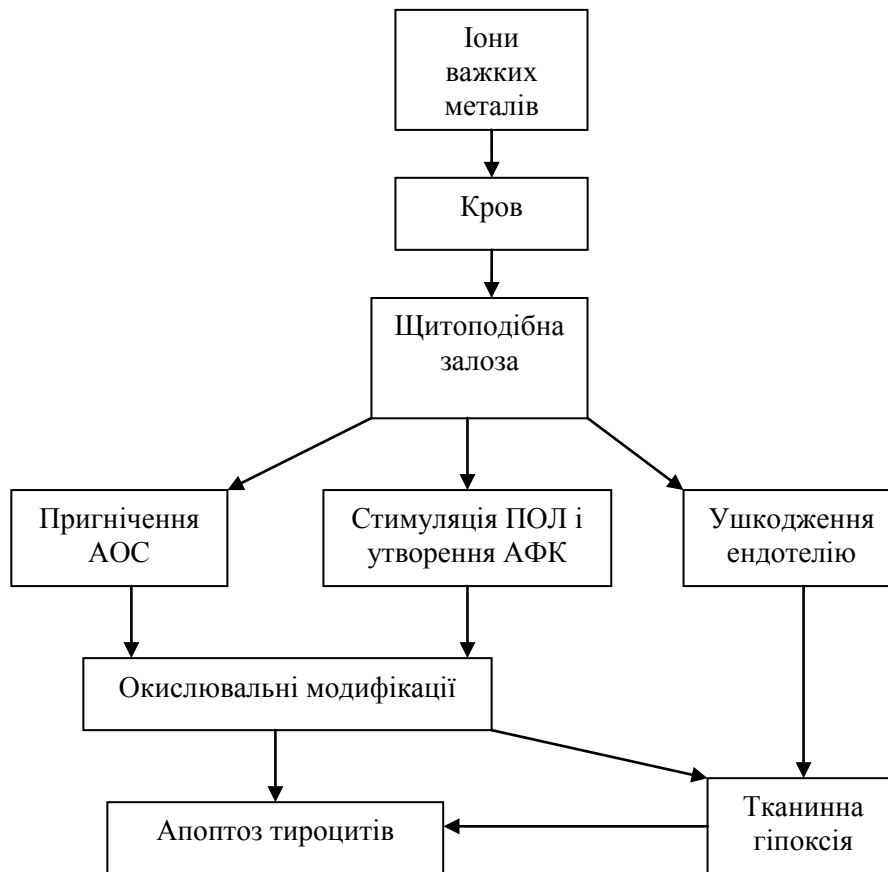 Іони
важких
металів
Кров
Щитоподібна
залоза
Пригнічення
АОС
Стимуляція ПОЛ і
утворення АФК
Ушкодження
ендотелію
Окислювальні модифікації
Апоптоз тироцитів
Тканинна
гіпоксія